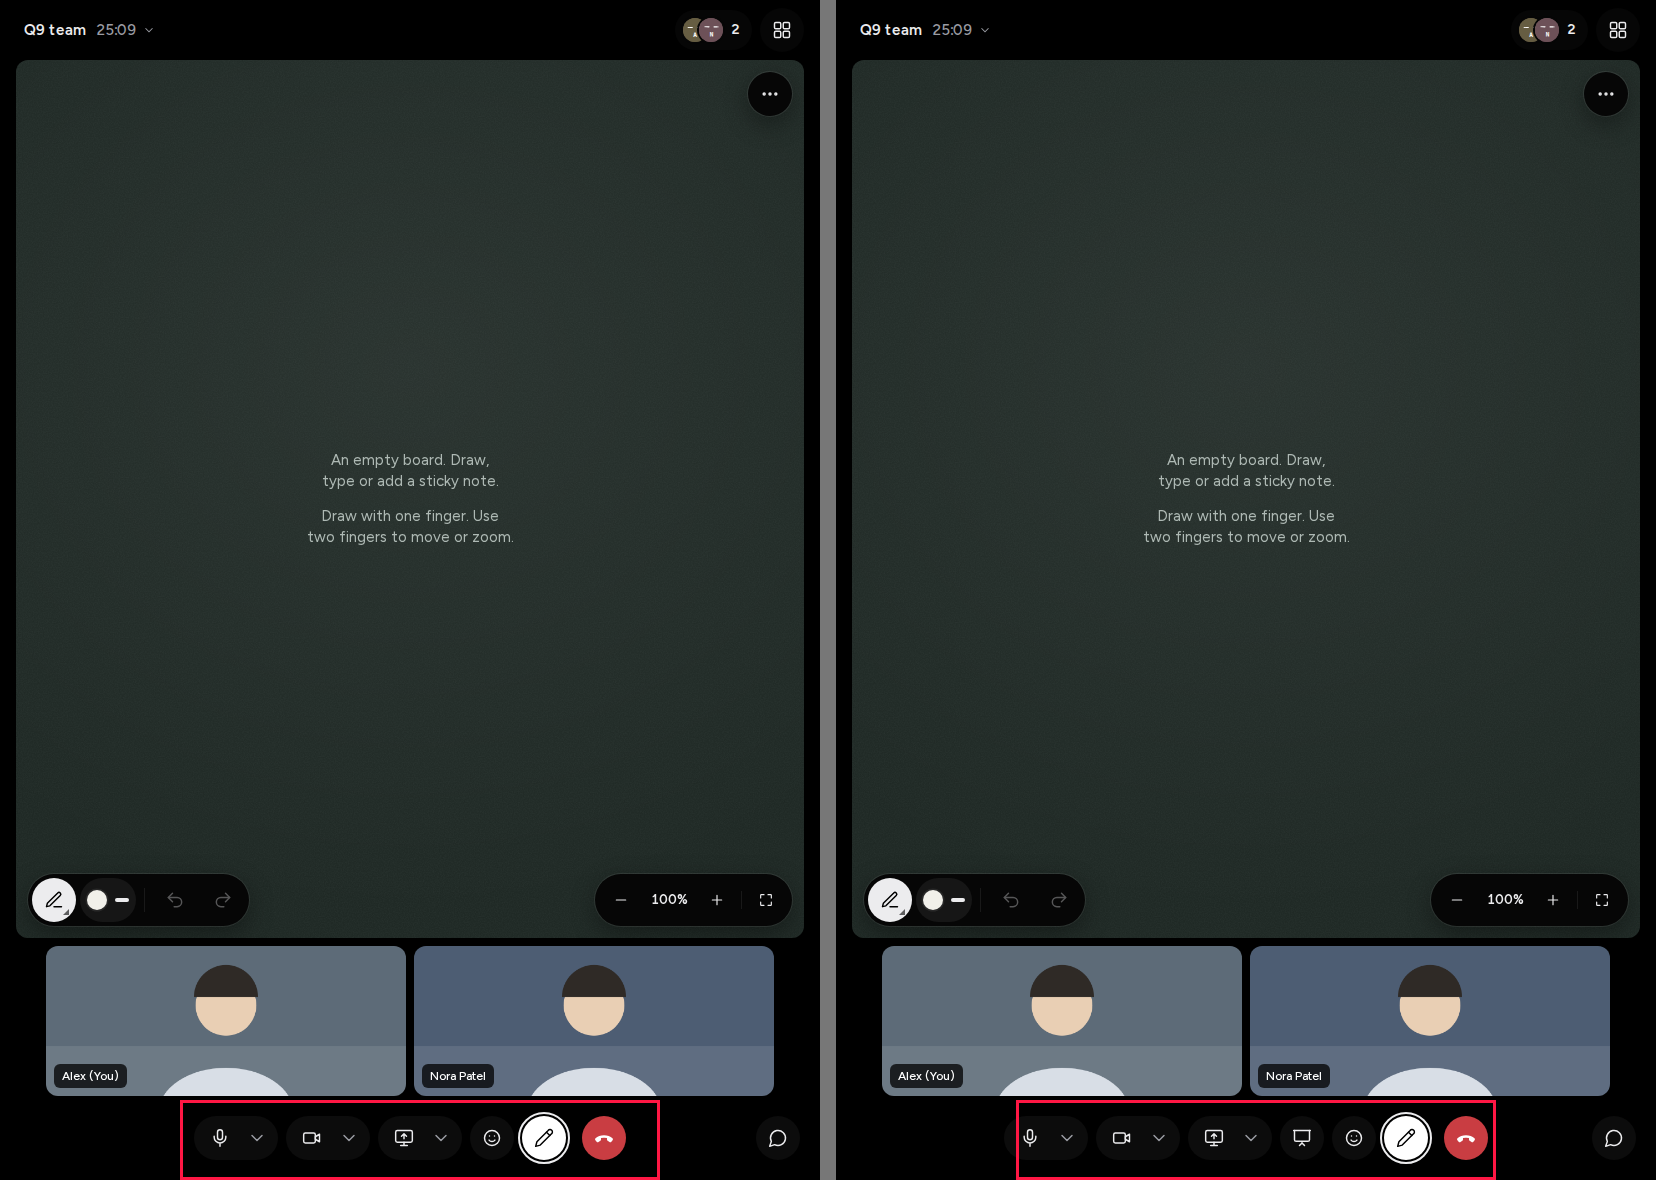 Q9 team 25:09
A N 2
An empty board. Draw,
type or add a sticky note.
Draw with one finger. Use
two fingers to move or zoom.
100%
Alex (You)
Nora Patel
Q9 team 25:09
A N 2
An empty board. Draw,
type or add a sticky note.
Draw with one finger. Use
two fingers to move or zoom.
100%
Alex (You)
Nora Patel